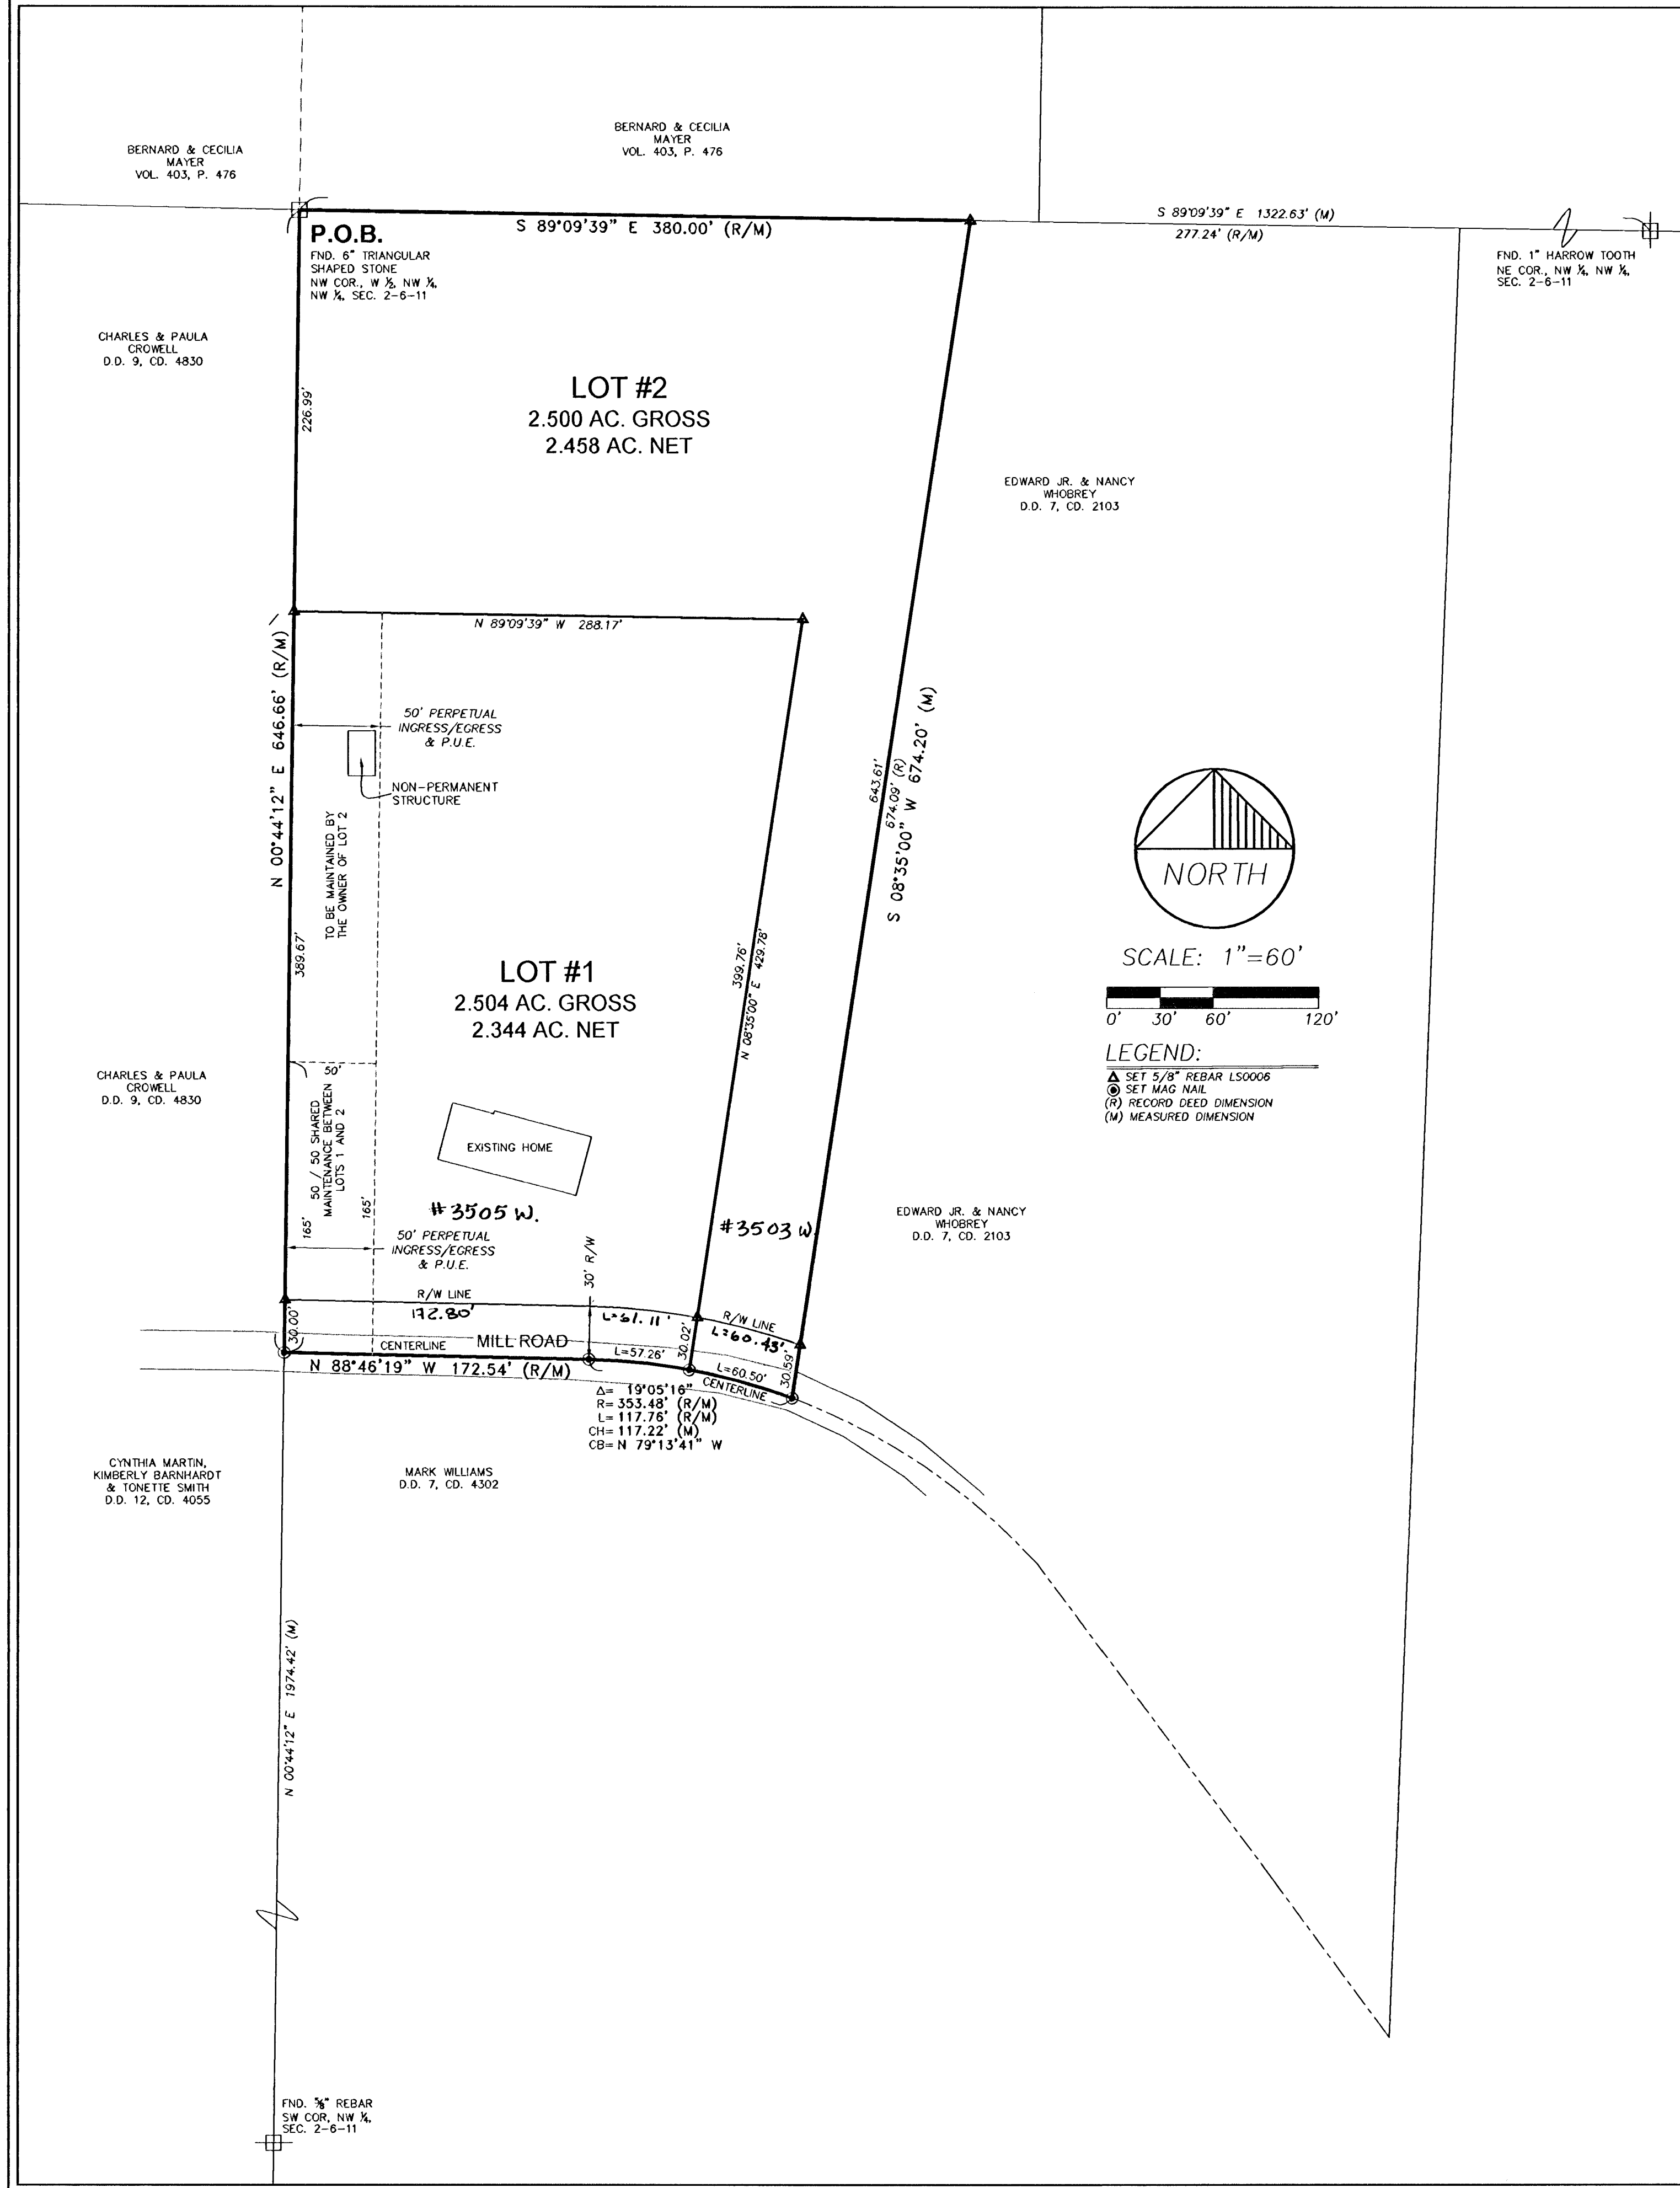 BERNARD & CECILIA
MAYER
VOL. 403, P. 476
BERNARD & CECILIA
MAYER
VOL. 403, P. 476
S 89°09'39" E 1322.63' (M)
277.24' (R/M)
S 89°09'39" E 380.00' (R/M)
P.O.B.
FND. 6" TRIANGULAR
SHAPED STONE
NW COR., W ½, NW ¼,
NW ¼, SEC. 2-6-11
FND. 1" HARROW TOOTH
NE COR., NW ¼, NW ¼,
SEC. 2-6-11
CHARLES & PAULA
CROWELL
D.D. 9, CD. 4830
226.99'
LOT #2
2.500 AC. GROSS
2.458 AC. NET
EDWARD JR. & NANCY
WHOBREY
D.D. 7, CD. 2103
N 89°09'39" W 288.17'
N 00°44'12" E 646.66' (R/M)
50' PERPETUAL
INGRESS/EGRESS
& P.U.E.
NON-PERMANENT
STRUCTURE
TO BE MAINTAINED BY
THE OWNER OF LOT 2
389.67'
643.61'
674.09' (R)
S 08°35'00" W 674.20' (M)
399.76'
N 08°35'00" E 429.78'
LOT #1
2.504 AC. GROSS
2.344 AC. NET
NORTH
SCALE: 1"=60'
0' 30' 60' 120'
LEGEND:
SET 5/8" REBAR LS0006
SET MAG NAIL
(R) RECORD DEED DIMENSION
(M) MEASURED DIMENSION
CHARLES & PAULA
CROWELL
D.D. 9, CD. 4830
50'
50 / 50 SHARED
MAINTENANCE BETWEEN
LOTS 1 AND 2
165'
165'
EXISTING HOME
#3505 W.
#3503 W.
EDWARD JR. & NANCY
WHOBREY
D.D. 7, CD. 2103
50' PERPETUAL
INGRESS/EGRESS
& P.U.E.
30' R/W
R/W LINE
172.80'
L=61.11'
R/W LINE
L=60.43'
30.00'
30.02'
30.59'
CENTERLINE
MILL ROAD
L=57.26'
L=60.50'
CENTERLINE
N 88°46'19" W 172.54' (R/M)
Δ= 19°05'16"
R= 353.48' (R/M)
L= 117.76' (R/M)
CH= 117.22' (M)
CB= N 79°13'41" W
CYNTHIA MARTIN,
KIMBERLY BARNHARDT
& TONETTE SMITH
D.D. 12, CD. 4055
MARK WILLIAMS
D.D. 7, CD. 4302
N 00°44'12" E 1974.42' (M)
FND. ⅝" REBAR
SW COR, NW ¼,
SEC. 2-6-11